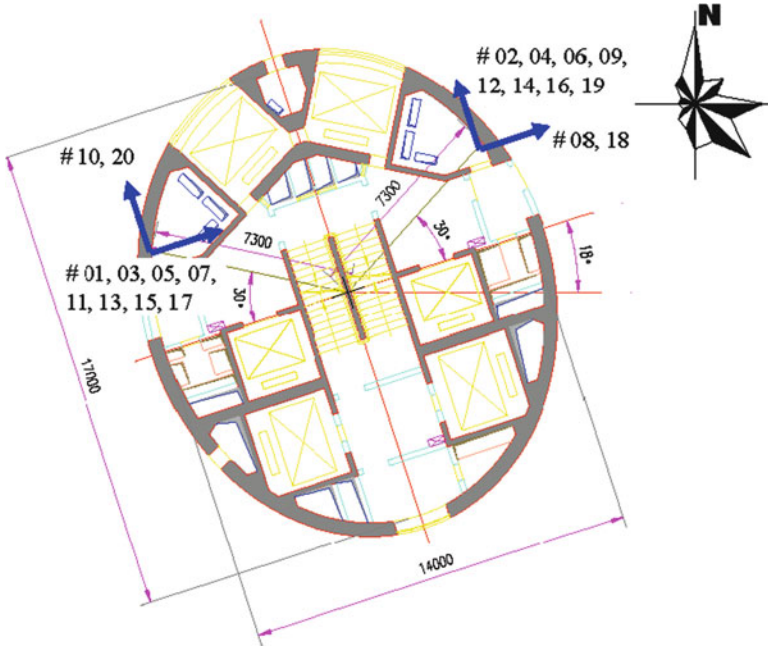 N
# 02, 04, 06, 09,
12, 14, 16, 19
# 08, 18
# 10, 20
7300
30°
7300
18°
# 01, 03, 05, 07,
11, 13, 15, 17
30°
17000
14000